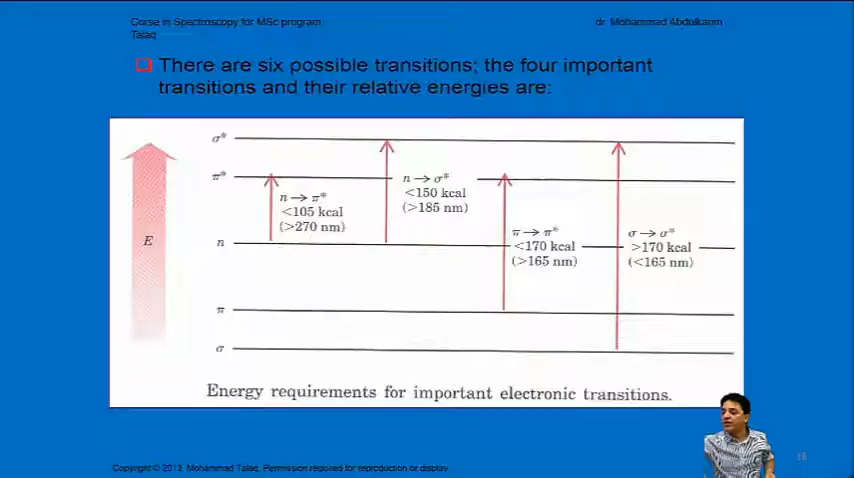 Corse in Spectroscopy for MSc program
dr. Mohammad Abdulkarim
Talaq
There are six possible transitions; the four important
transitions and their relative energies are:
σ*
π*
n → π*
<105 kcal
(>270 nm)
n → σ*
<150 kcal
(>185 nm)
E
n
π → π*
<170 kcal
(>165 nm)
σ → σ*
>170 kcal
(<165 nm)
π
σ
Energy requirements for important electronic transitions.
15
Copyright © 2013, Mohammad Talaq, Permission required for reproduction or display